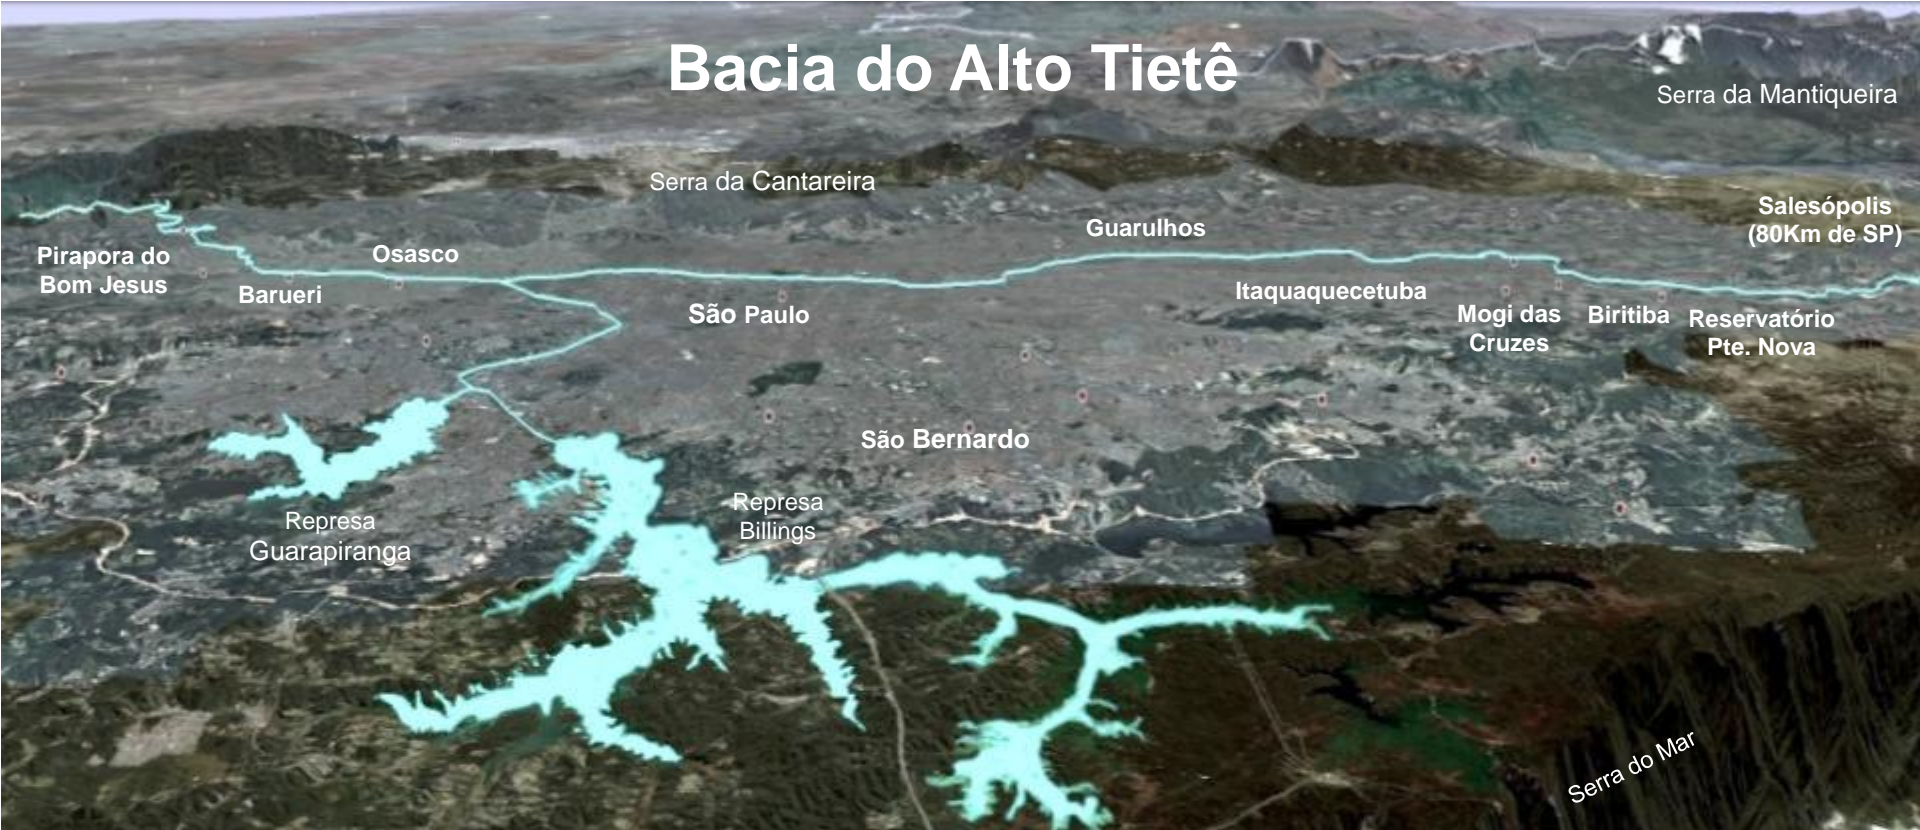 Bacia do Alto Tietê
Serra da Mantiqueira
Serra da Cantareira
Salesópolis
(80Km de SP)
Guarulhos
Pirapora do
Bom Jesus
Osasco
Barueri
São Paulo
Itaquaquecetuba
Mogi das
Cruzes
Biritiba
Reservatório
Pte. Nova
São Bernardo
Represa
Guarapiranga
Represa
Billings
Serra do Mar